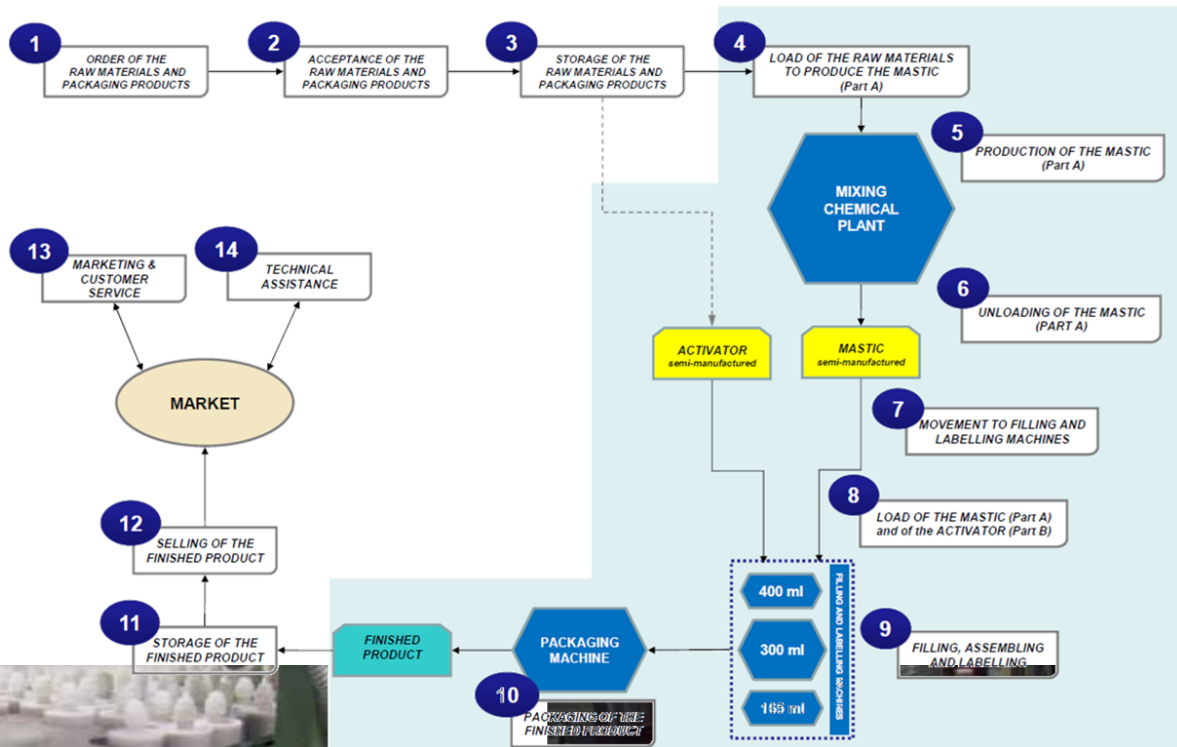 1
ORDER OF THE
RAW MATERIALS AND
PACKAGING PRODUCTS
2
ACCEPTANCE OF THE
RAW MATERIALS AND
PACKAGING PRODUCTS
3
STORAGE OF THE
RAW MATERIALS AND
PACKAGING PRODUCTS
4
LOAD OF THE RAW MATERIALS
TO PRODUCE THE MASTIC
(Part A)
5
PRODUCTION OF THE MASTIC
(Part A)
MIXING
CHEMICAL
PLANT
6
UNLOADING OF THE MASTIC
(PART A)
13
MARKETING &
CUSTOMER
SERVICE
14
TECHNICAL
ASSISTANCE
ACTIVATOR
semi-manufactured
MASTIC
semi-manufactured
MARKET
7
MOVEMENT TO FILLING AND
LABELLING MACHINES
8
LOAD OF THE MASTIC (Part A)
and of the ACTIVATOR (Part B)
12
SELLING OF THE
FINISHED PRODUCT
400 ml
300 ml
165 ml
FILLING AND LABELLING MACHINES
9
FILLING, ASSEMBLING
AND LABELLING
11
STORAGE OF THE
FINISHED PRODUCT
FINISHED
PRODUCT
PACKAGING
MACHINE
10
PACKAGING OF THE
FINISHED PRODUCT